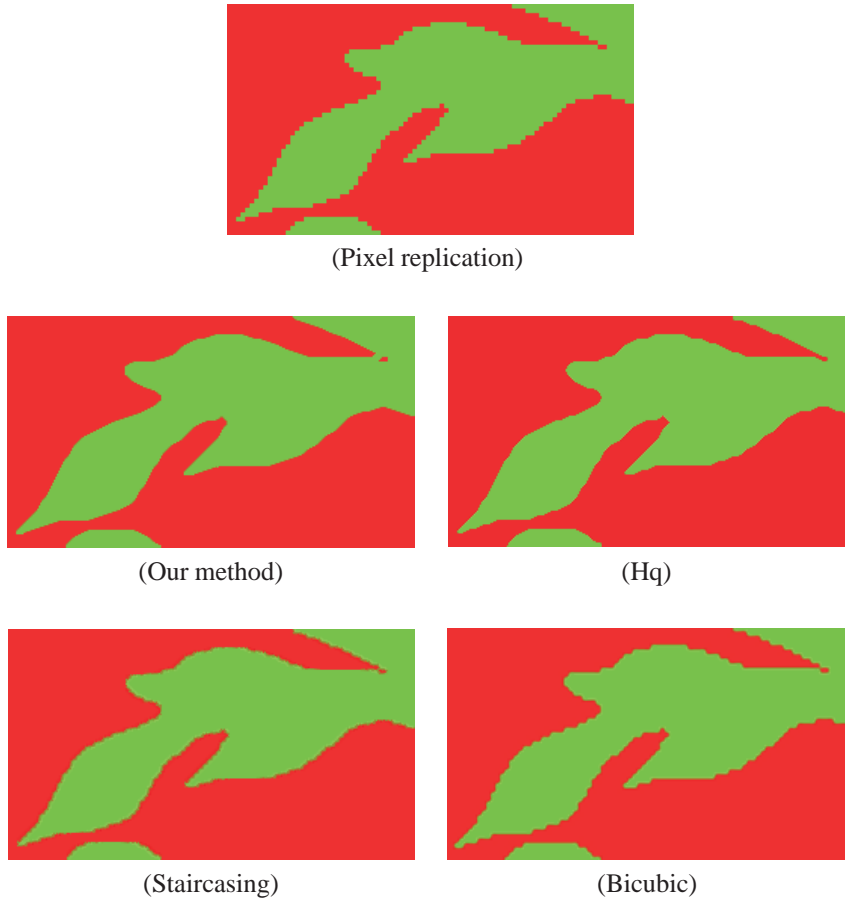 (Pixel replication)
(Our method)
(Hq)
(Staircasing)
(Bicubic)